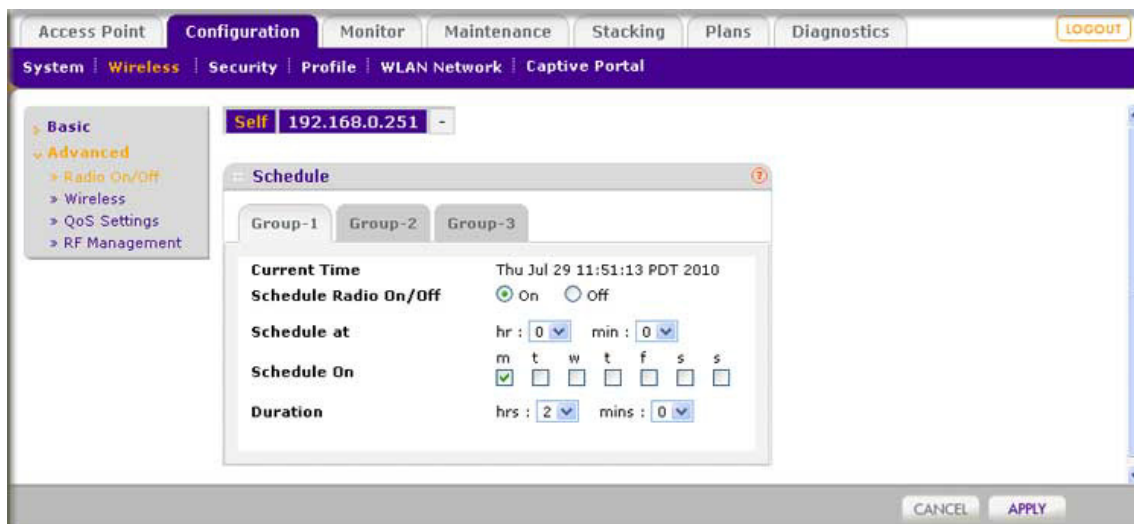 Access Point Configuration Monitor Maintenance Stacking Plans Diagnostics LOGOUT
System Wireless Security Profile WLAN Network Captive Portal
Basic
Advanced
» Radio On/Off
» Wireless
» QoS Settings
» RF Management
Self 192.168.0.251 -
Schedule ?
Group-1 Group-2 Group-3
Current Time Thu Jul 29 11:51:13 PDT 2010
Schedule Radio On/Off On Off
Schedule at hr : 0 min : 0
m t w t f s s
Schedule On
Duration hrs : 2 mins : 0
CANCEL APPLY